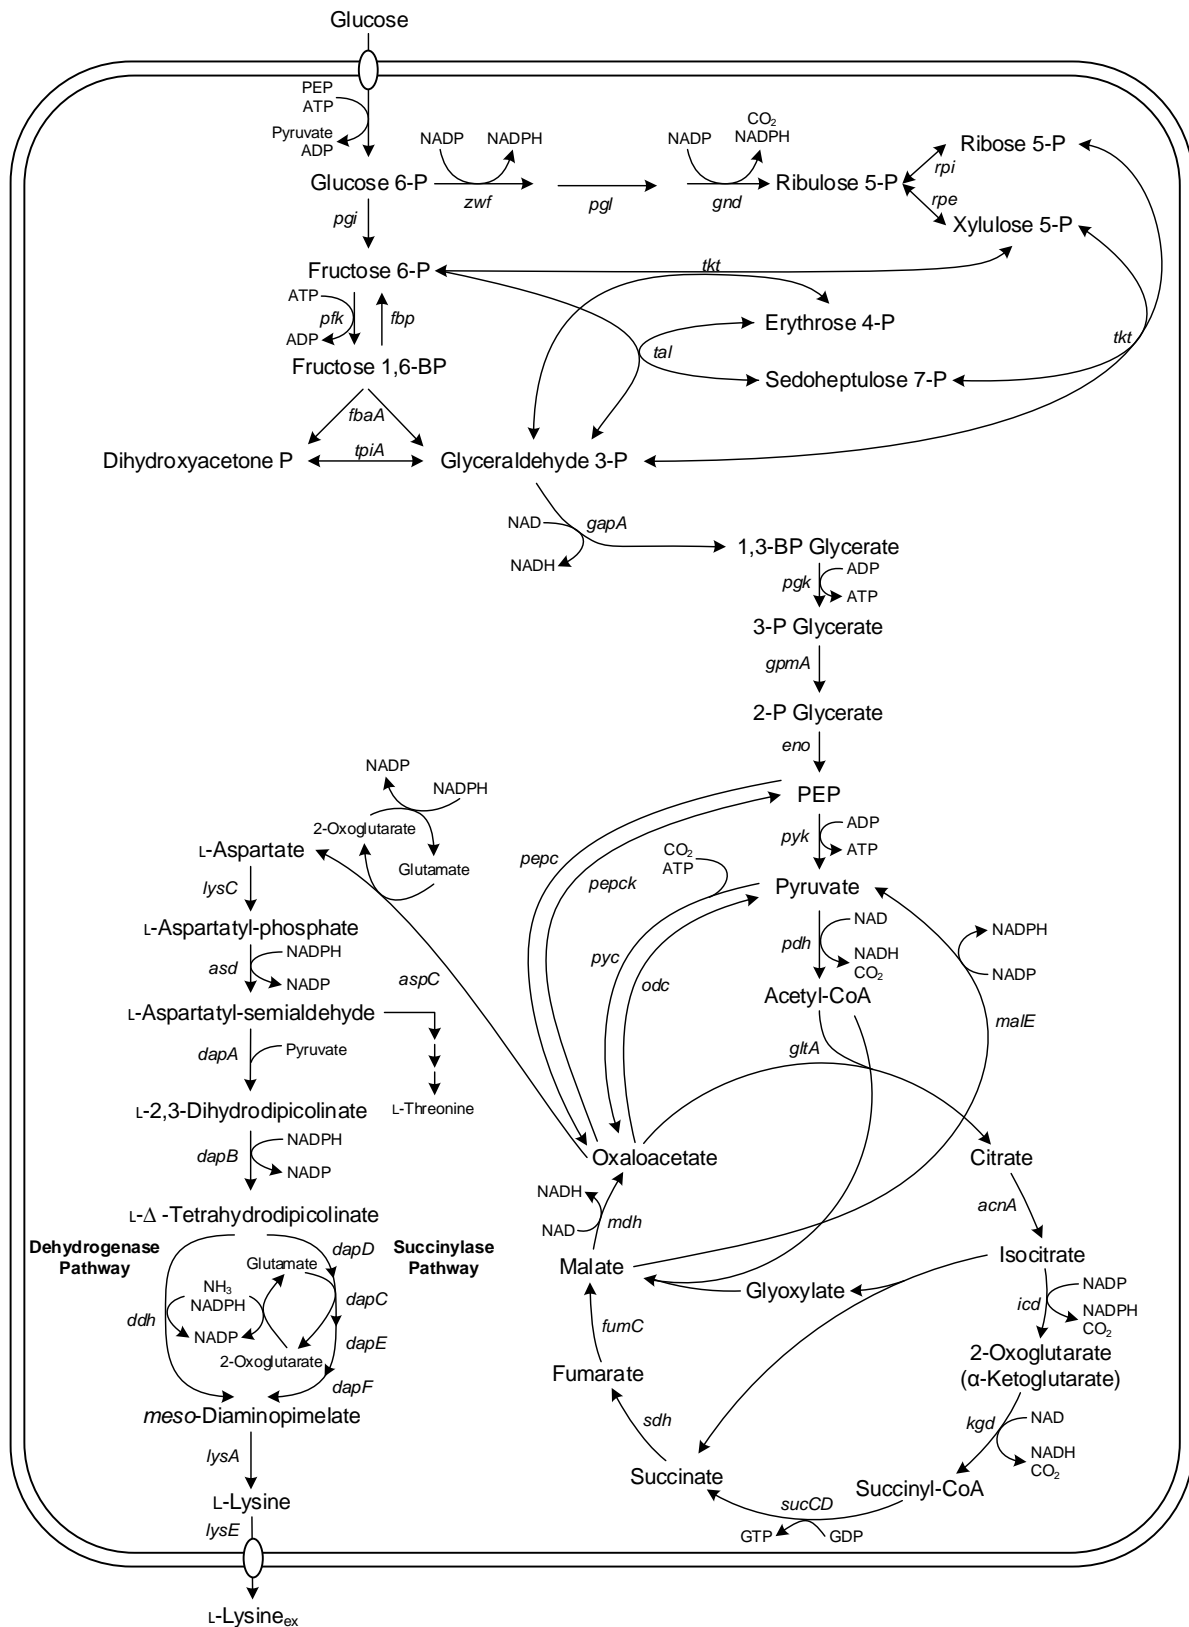 Glucose
PEP
ATP
Pyruvate
ADP
NADP
NADPH
NADP
CO₂
NADPH
Glucose 6-P
zwf
pgl
gnd
Ribulose 5-P
rpi
rpe
Ribose 5-P
Xylulose 5-P
pgi
Fructose 6-P
tkt
ATP
pfk
ADP
fbp
Erythrose 4-P
tal
tkt
Fructose 1,6-BP
Sedoheptulose 7-P
fbaA
Dihydroxyacetone P
tpiA
Glyceraldehyde 3-P
NAD
gapA
NADH
1,3-BP Glycerate
pgk
ADP
ATP
3-P Glycerate
gpmA
2-P Glycerate
eno
PEP
pyk
ADP
ATP
Pyruvate
NADP
NADPH
2-Oxoglutarate
Glutamate
L-Aspartate
pepc
pepck
CO₂
ATP
pyc
odc
pdh
NAD
NADH
CO₂
Acetyl-CoA
NADPH
NADP
malE
gltA
lysC
L-Aspartatyl-phosphate
asd
NADPH
NADP
aspC
L-Aspartatyl-semialdehyde
dapA
Pyruvate
L-Threonine
L-2,3-Dihydrodipicolinate
dapB
NADPH
NADP
Oxaloacetate
Citrate
NADH
NAD
mdh
acnA
L-Δ -Tetrahydrodipicolinate
Dehydrogenase
Pathway
Succinylase
Pathway
dapD
Glutamate
NH₃
NADPH
dapC
ddh
NADP
dapE
2-Oxoglutarate
dapF
Malate
Glyoxylate
Isocitrate
NADP
icd
NADPH
CO₂
fumC
2-Oxoglutarate
(α-Ketoglutarate)
Fumarate
kgd
NAD
NADH
CO₂
sdh
Succinate
Succinyl-CoA
sucCD
GTP
GDP
meso-Diaminopimelate
lysA
L-Lysine
lysE
L-Lysineₑₓ